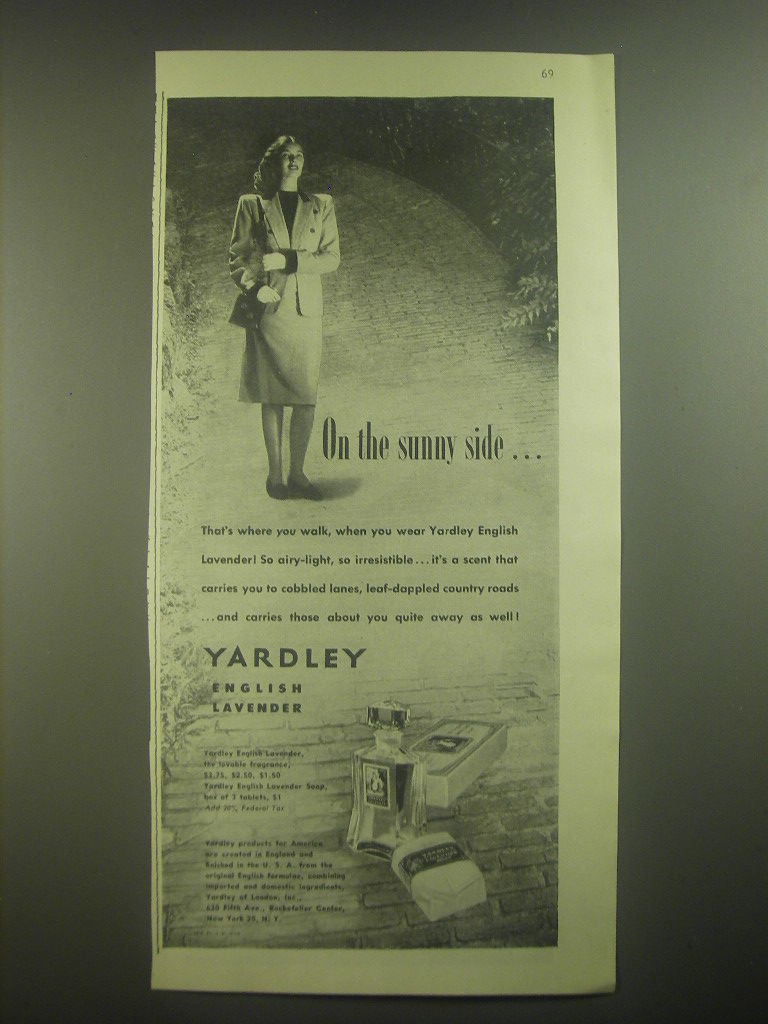 69
On the sunny side ...
That's where you walk, when you wear Yardley English
Lavender! So airy-light, so irresistible...it's a scent that
carries you to cobbled lanes, leaf-dappled country roads
...and carries those about you quite away as well!
YARDLEY
ENGLISH
LAVENDER
Yardley English Lavender,
the lovable fragrance,
$3.75, $2.50, $1.50
Yardley English Lavender Soap,
box of 3 tablets, $1
Add 20% Federal Tax
Yardley products for America
are created in England and
finished in the U. S. A. from the
original English formulae, combining
imported and domestic ingredients.
Yardley of London, Inc.,
620 Fifth Ave., Rockefeller Center,
New York 20, N. Y.